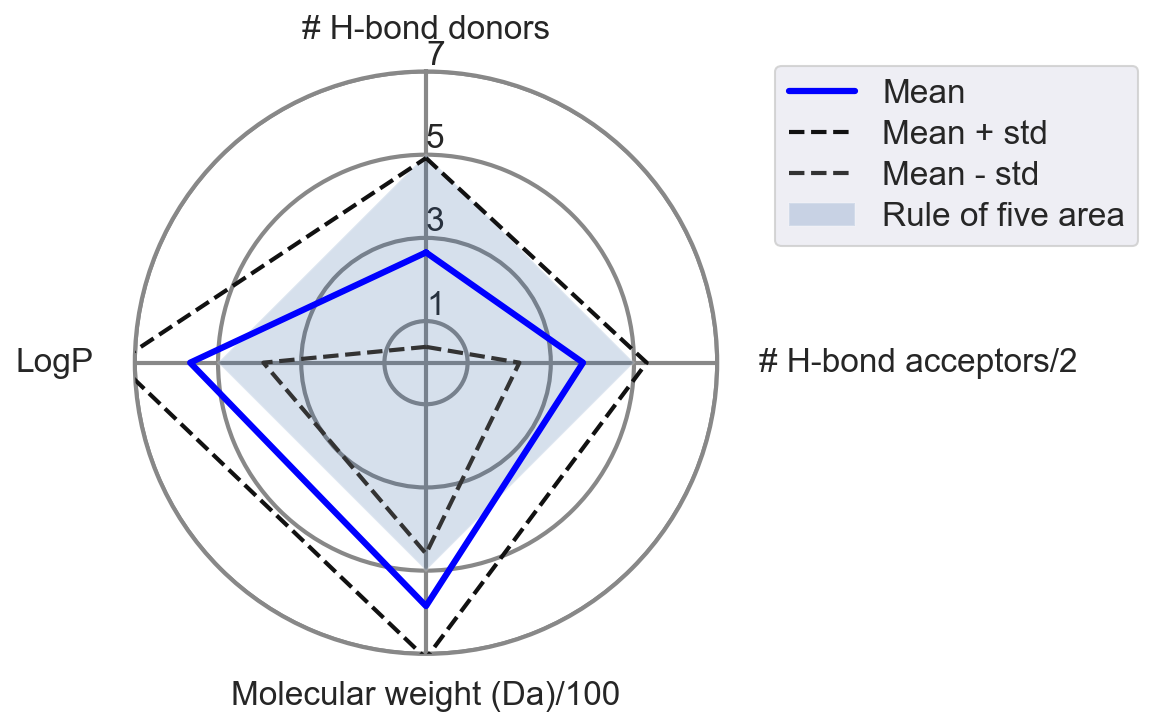 # H-bond donors
7
5
3
1
LogP
# H-bond acceptors/2
Molecular weight (Da)/100
Mean
Mean + std
Mean - std
Rule of five area